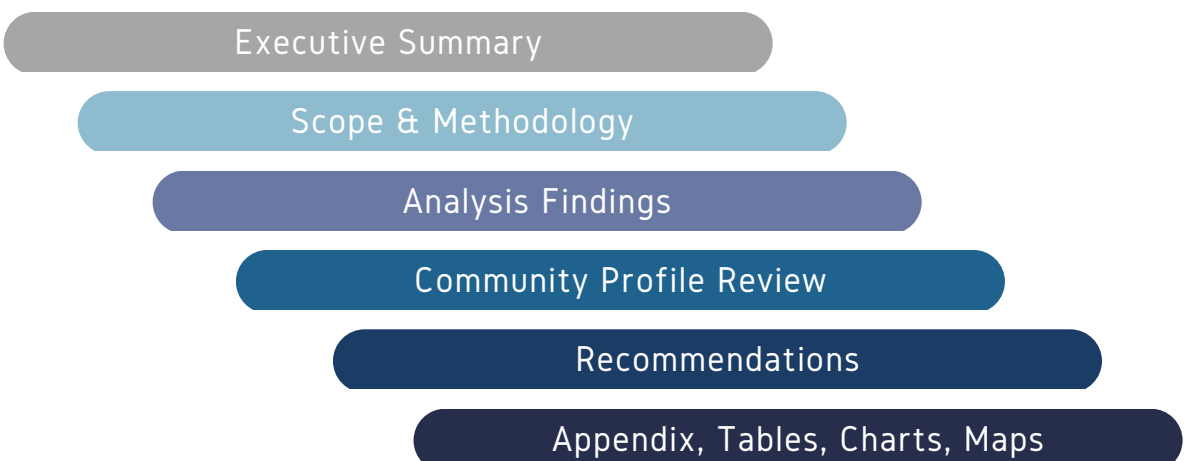 Executive Summary
Scope & Methodology
Analysis Findings
Community Profile Review
Recommendations
Appendix, Tables, Charts, Maps